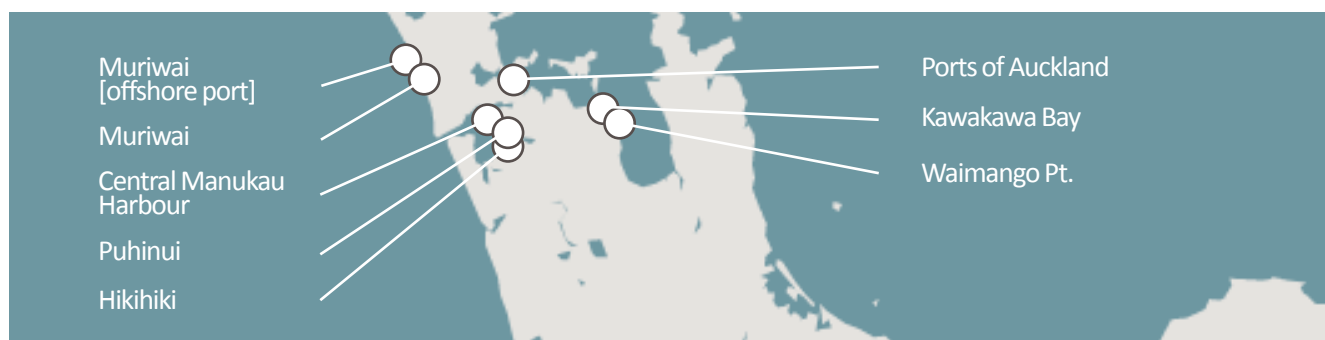 Muriwai
[offshore port]
Muriwai
Central Manukau
Harbour
Puhinui
Hikihiki
Ports of Auckland
Kawakawa Bay
Waimango Pt.